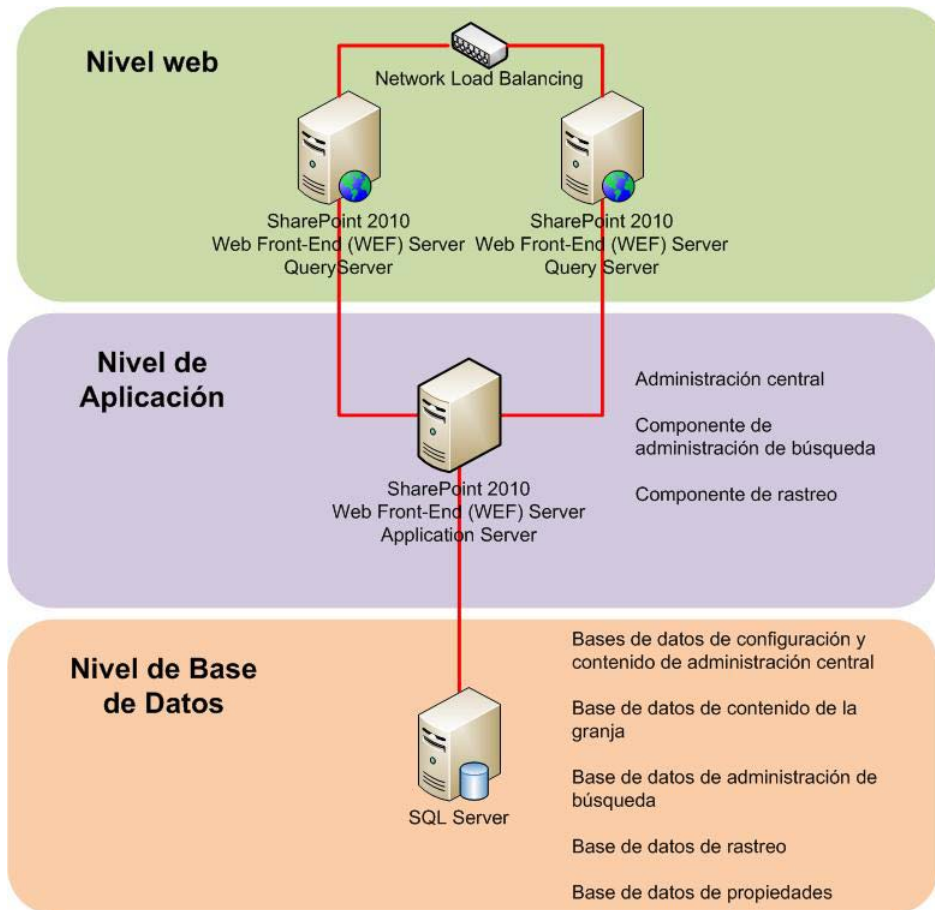 Nivel web
Network Load Balancing
SharePoint 2010
Web Front-End (WEF) Server
QueryServer
SharePoint 2010
Web Front-End (WEF) Server
Query Server
Nivel de
Aplicación
SharePoint 2010
Web Front-End (WEF) Server
Application Server
Administración central
Componente de
administración de búsqueda
Componente de rastreo
Nivel de Base
de Datos
SQL Server
Bases de datos de configuración y
contenido de administración central
Base de datos de contenido de la
granja
Base de datos de administración de
búsqueda
Base de datos de rastreo
Base de datos de propiedades